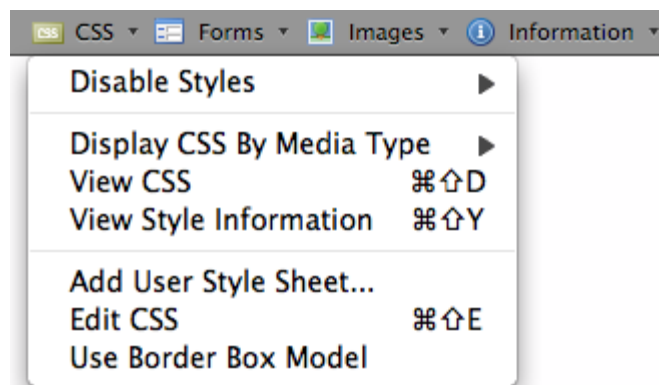 CSS CSS ▾ Forms ▾ Images ▾ i Information ▾
Disable Styles ▶
Display CSS By Media Type ▶
View CSS ⌘⇧D
View Style Information ⌘⇧Y
Add User Style Sheet...
Edit CSS ⌘⇧E
Use Border Box Model